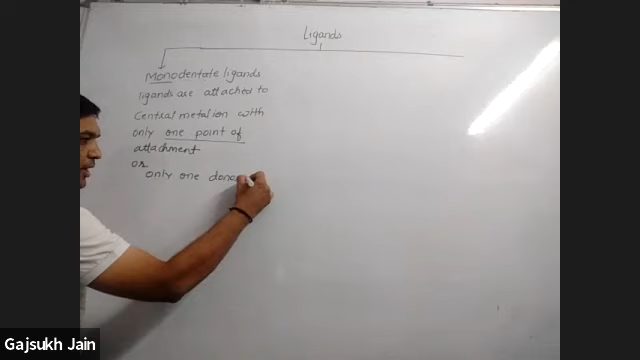 Ligands
Monodentate ligands
ligands are attached to
Central metal ion with
only one point of
attachment
or
only one dono
Gajsukh Jain